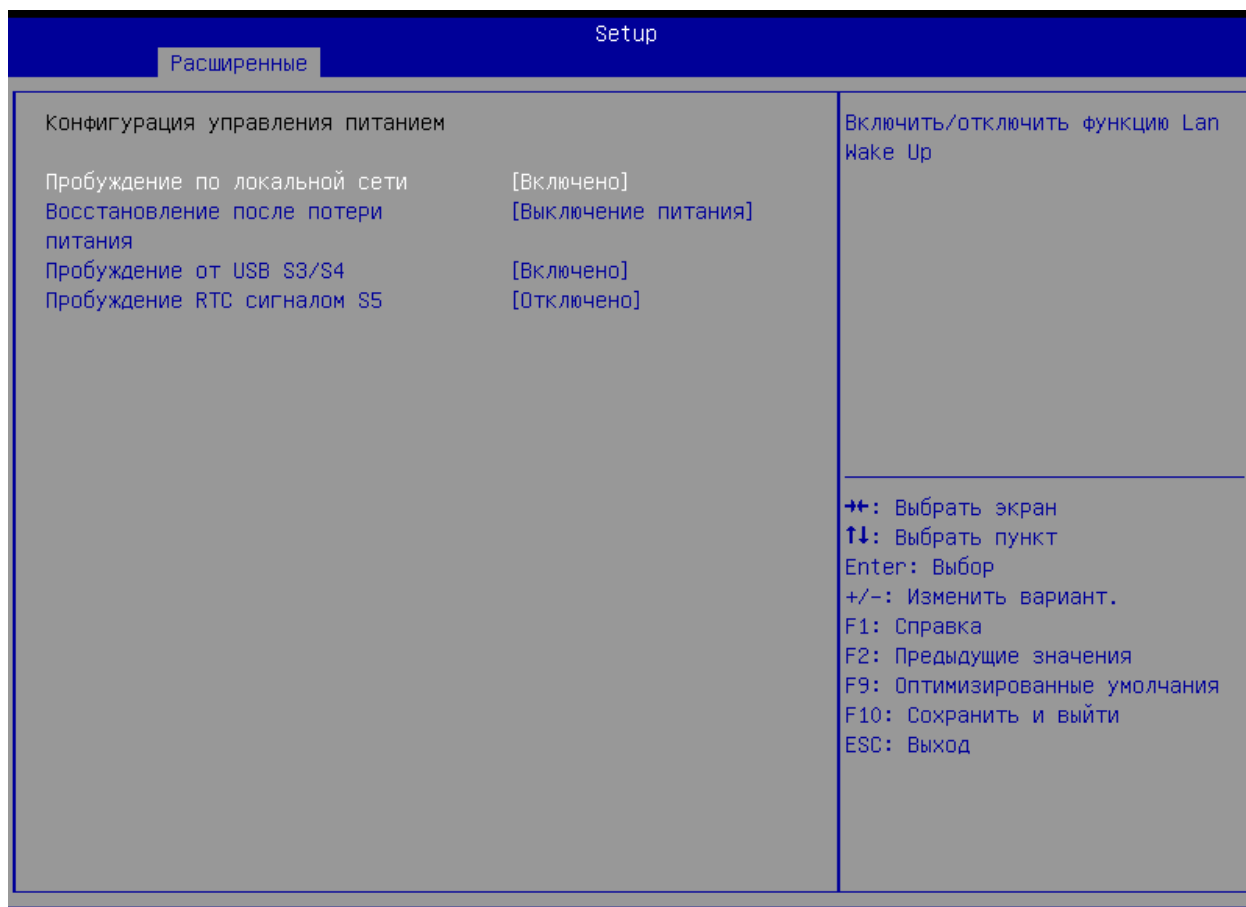 Setup
Расширенные
Конфигурация управления питанием
Пробуждение по локальной сети [Включено]
Восстановление после потери [Выключение питания]
питания
Пробуждение от USB S3/S4 [Включено]
Пробуждение RTC сигналом S5 [Отключено]
Включить/отключить функцию Lan
Wake Up
→←: Выбрать экран
↑↓: Выбрать пункт
Enter: Выбор
+/-: Изменить вариант.
F1: Справка
F2: Предыдущие значения
F9: Оптимизированные умолчания
F10: Сохранить и выйти
ESC: Выход